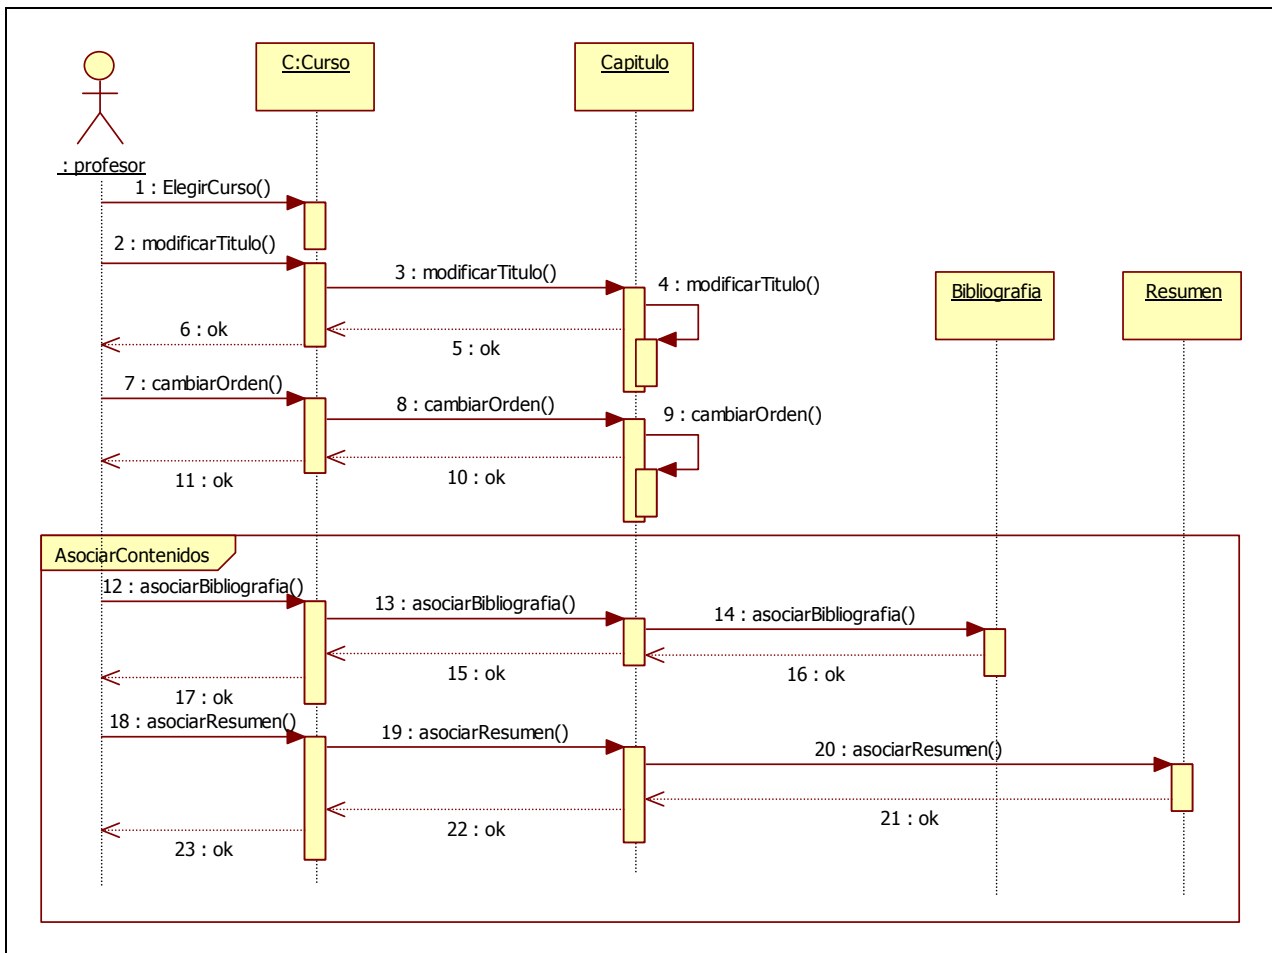 C:Curso
Capitulo
: profesor
1 : ElegirCurso()
2 : modificarTitulo()
3 : modificarTitulo()
4 : modificarTitulo()
Bibliografia
Resumen
6 : ok
5 : ok
7 : cambiarOrden()
8 : cambiarOrden()
9 : cambiarOrden()
11 : ok
10 : ok
AsociarContenidos
12 : asociarBibliografia()
13 : asociarBibliografia()
14 : asociarBibliografia()
15 : ok
16 : ok
17 : ok
18 : asociarResumen()
19 : asociarResumen()
20 : asociarResumen()
21 : ok
22 : ok
23 : ok